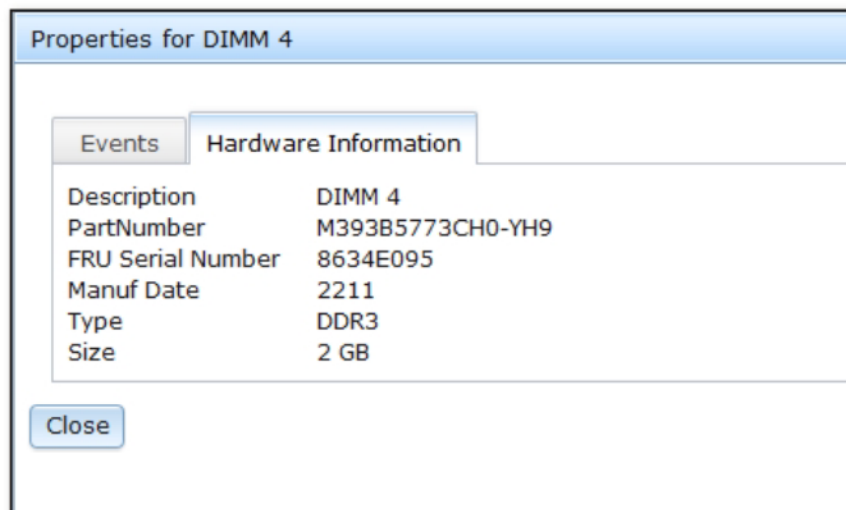 Properties for DIMM 4
Events
Hardware Information
Description DIMM 4
PartNumber M393B5773CH0-YH9
FRU Serial Number 8634E095
Manuf Date 2211
Type DDR3
Size 2 GB
Close